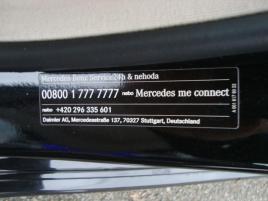 Mercedes-Benz Service24h & nehoda
00800 1 777 7777 nebo Mercedes me connect
nebo +420 296 335 601
Daimler AG, Mercedesstraße 137, 70327 Stuttgart, Deutschland